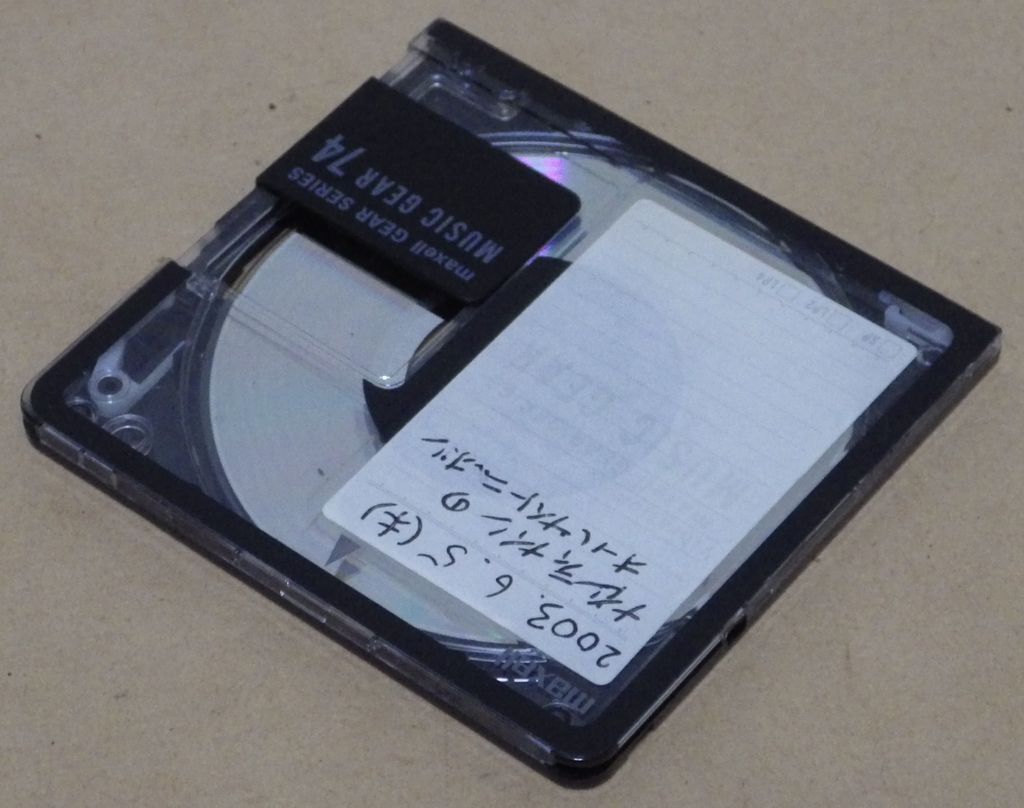 maxell GEAR SERIES
MUSIC GEAR 74
SP LP2 LP4
2003. 6. 5 (木)
ナインティナインの
オールナイトニッポン
maxell